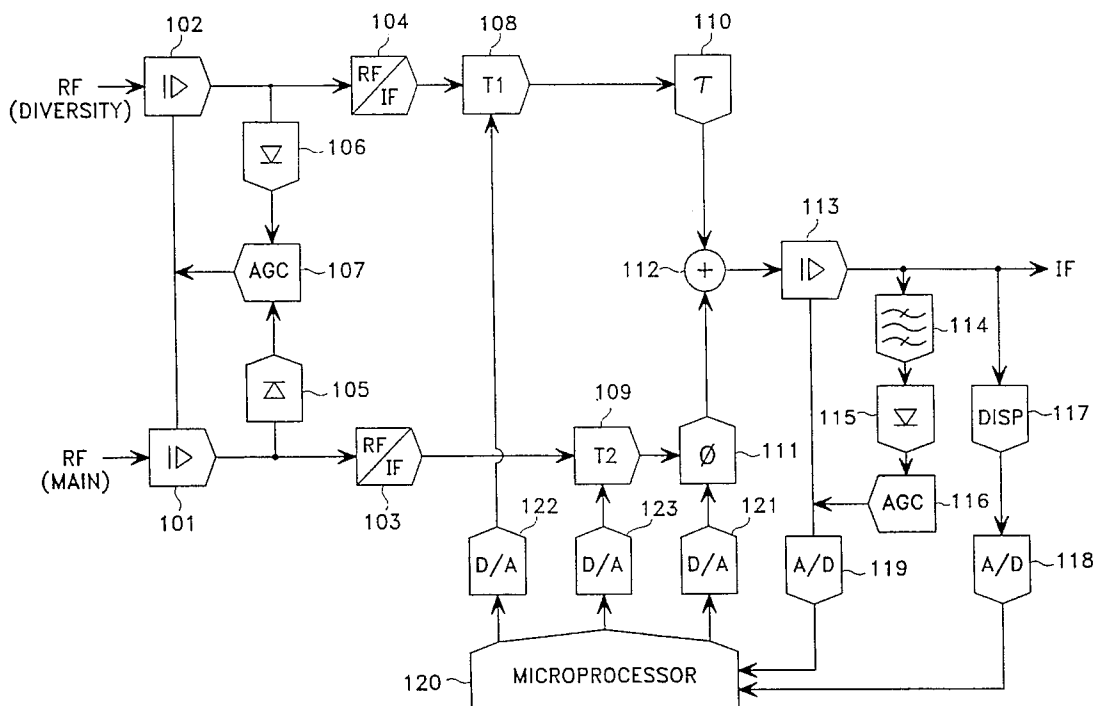 102
104
108
110
RF
(DIVERSITY)
RF
IF
T1
τ
106
113
AGC
107
112
+
IF
114
105
109
115
DISP
117
RF
(MAIN)
RF
IF
T2
Ø
111
101
103
122
123
121
AGC
116
D/A
D/A
D/A
A/D
119
A/D
118
120
MICROPROCESSOR